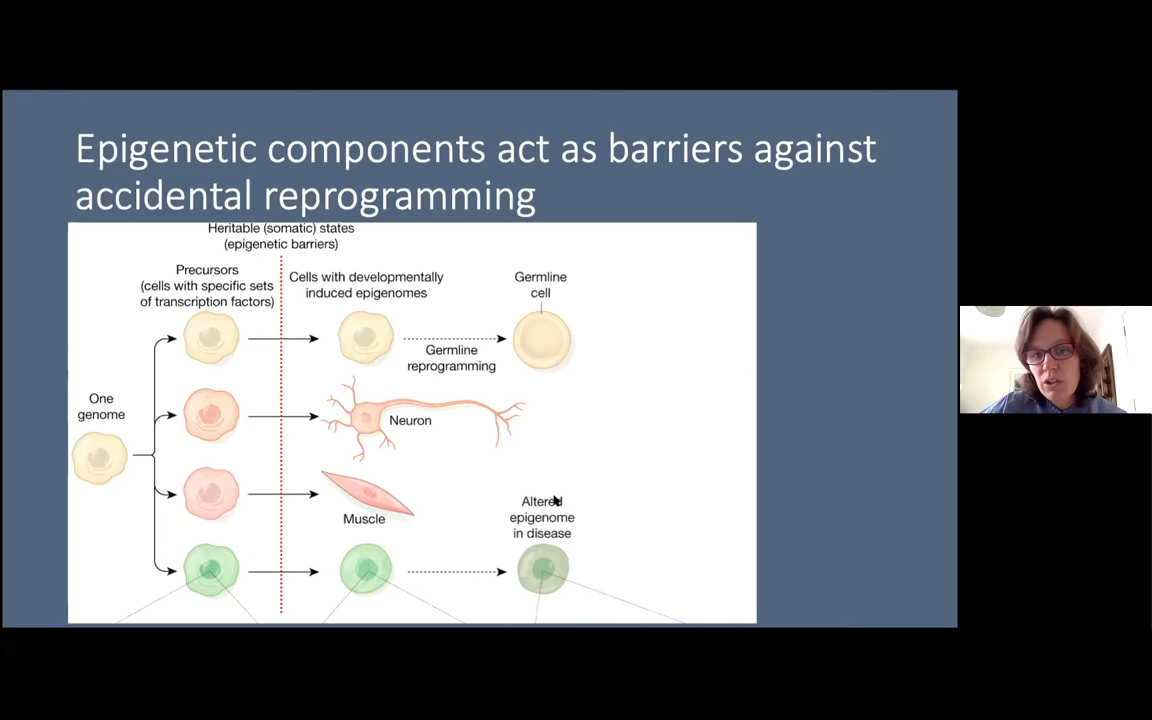 Epigenetic components act as barriers against
accidental reprogramming
Heritable (somatic) states
(epigenetic barriers)
Precursors
(cells with specific sets
of transcription factors)
Cells with developmentally
induced epigenomes
Germline
cell
Germline
reprogramming
One
genome
Neuron
Muscle
Altered
epigenome
in disease